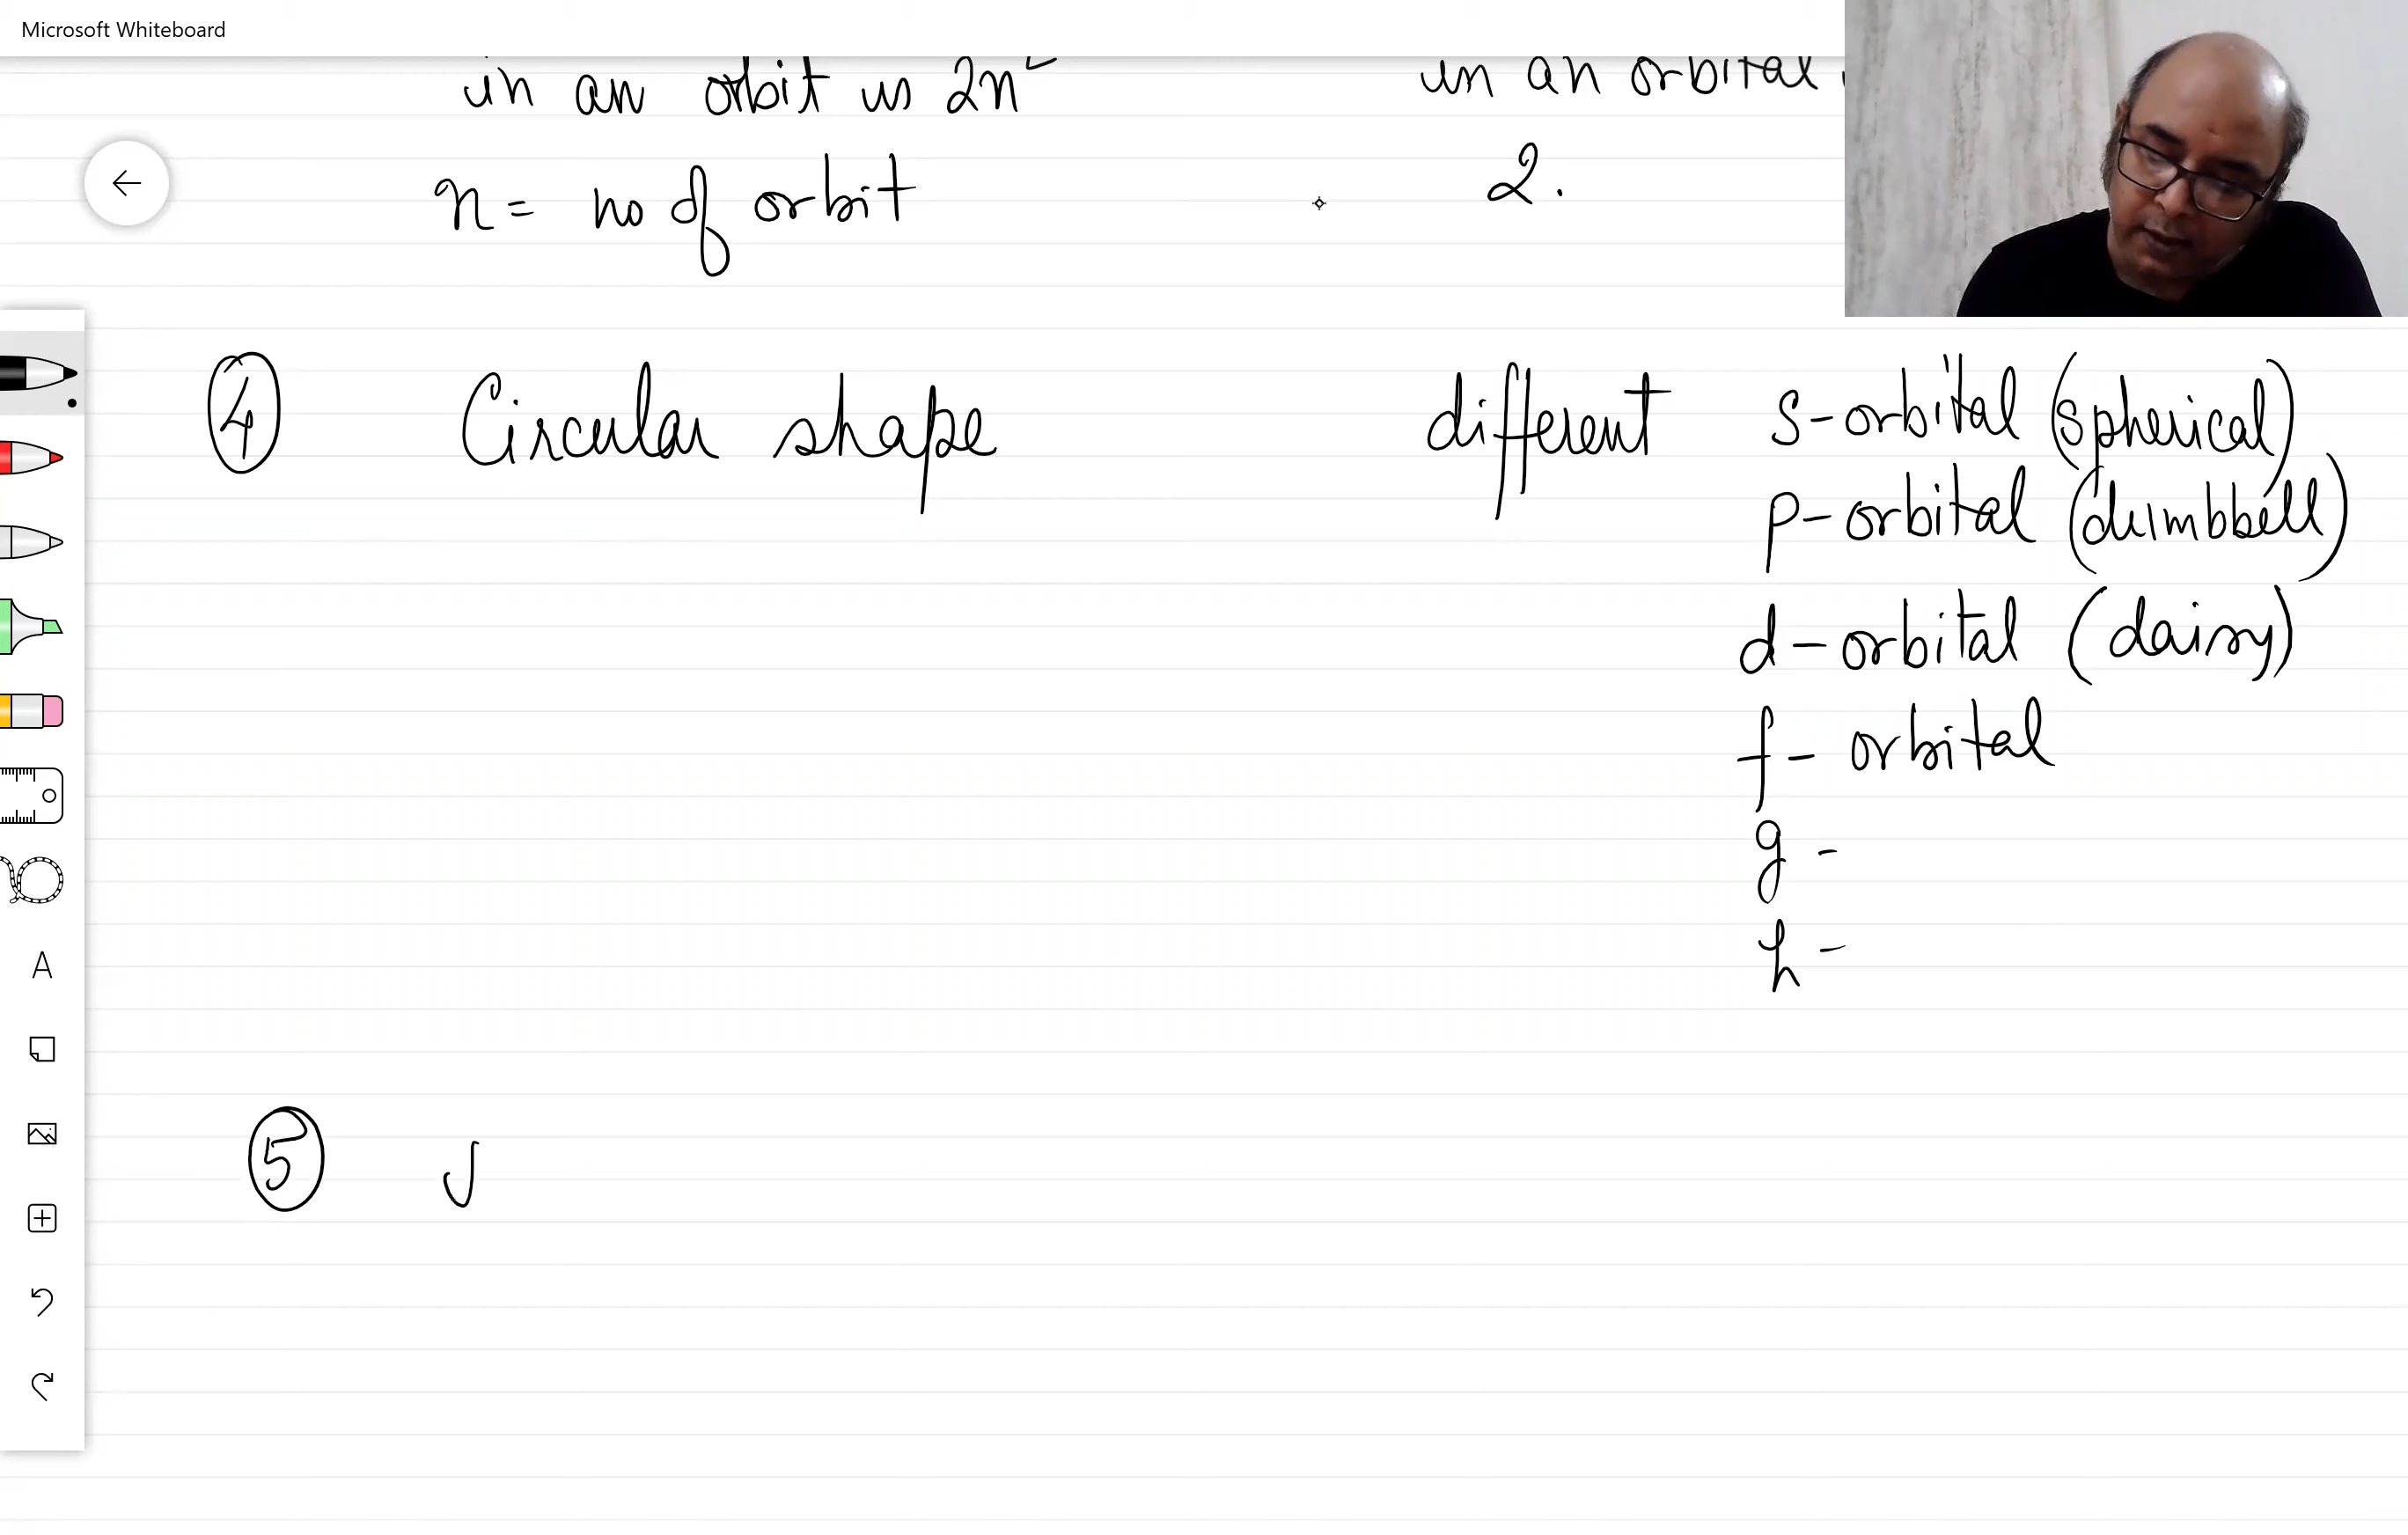 Microsoft Whiteboard
in an orbit is 2n²
n = no of orbit
in an orbital
2.
④ Circular shape
different s-orbital (spherical)
p-orbital (dumbbell)
d-orbital (daisy)
f-orbital
g-
h-
⑤